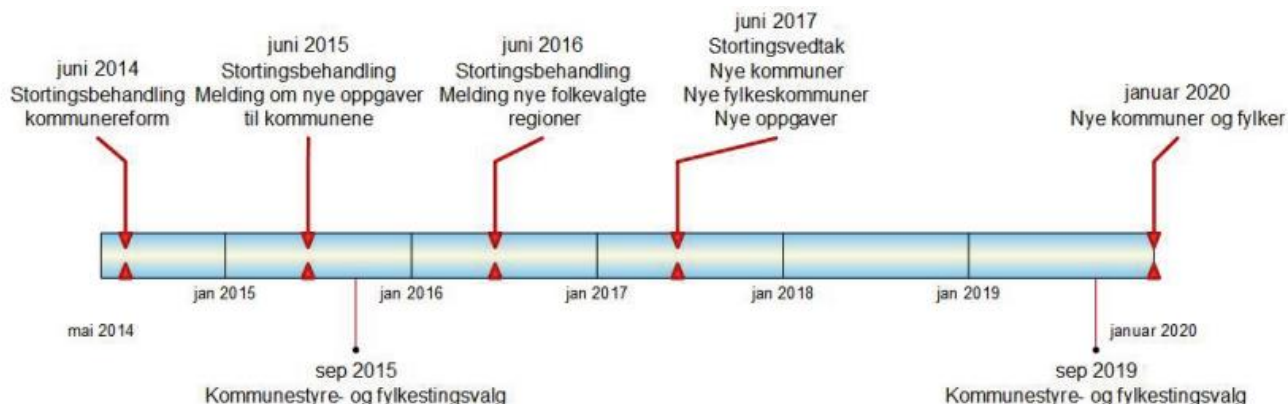 juni 2014
Stortingsbehandling
kommunereform
juni 2015
Stortingsbehandling
Melding om nye oppgaver
til kommunene
juni 2016
Stortingsbehandling
Melding nye folkevalgte
regioner
juni 2017
Stortingsvedtak
Nye kommuner
Nye fylkeskommuner
Nye oppgaver
januar 2020
Nye kommuner og fylker
jan 2015
jan 2016
jan 2017
jan 2018
jan 2019
mai 2014
januar 2020
sep 2015
Kommunestyre- og fylkestingsvalg
sep 2019
Kommunestyre- og fylkestingsvalg